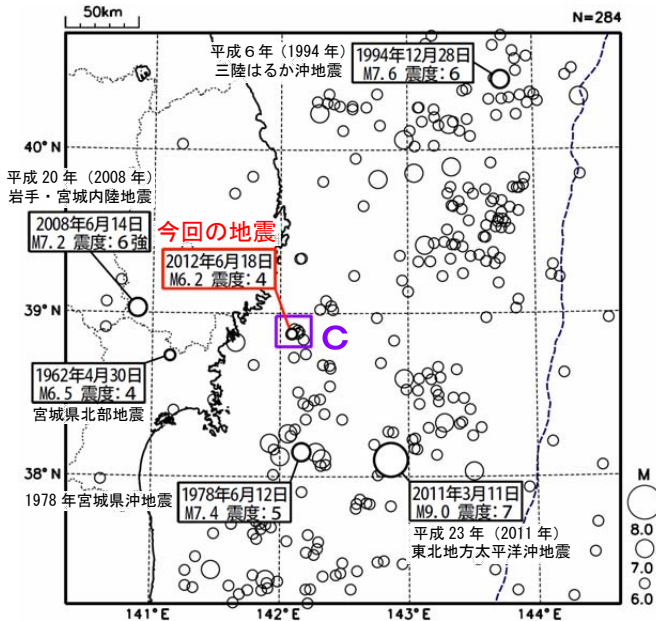 50km
N=284
平成６年（1994 年）
三陸はるか沖地震
1994年12月28日
M7.6 震度：６
40°N
平成 20 年（2008 年）
岩手・宮城内陸地震
2008年6月14日
M7.2 震度：６強
今回の地震
2012年6月18日
M6.2 震度：４
39°N
C
1962年4月30日
M6.5 震度：４
宮城県北部地震
38°N
1978 年宮城県沖地震
1978年6月12日
M7.4 震度：５
2011年3月11日
M9.0 震度：７
平成 23 年（2011 年）
東北地方太平洋沖地震
M
8.0
7.0
6.0
141°E
142°E
143°E
144°E